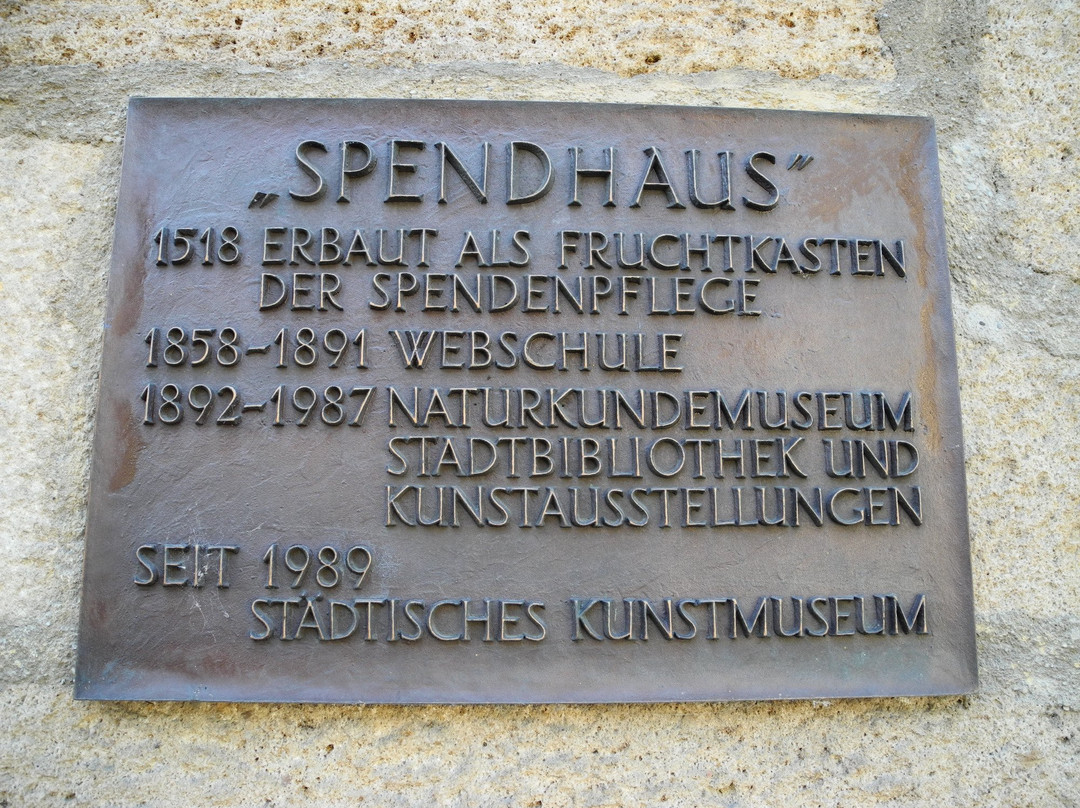 „SPENDHAUS”
1518 ERBAUT ALS FRUCHTKASTEN
DER SPENDENPFLEGE
1858-1891 WEBSCHULE
1892-1987 NATURKUNDEMUSEUM
STADTBIBLIOTHEK UND
KUNSTAUSSTELLUNGEN
SEIT 1989
STÄDTISCHES KUNSTMUSEUM